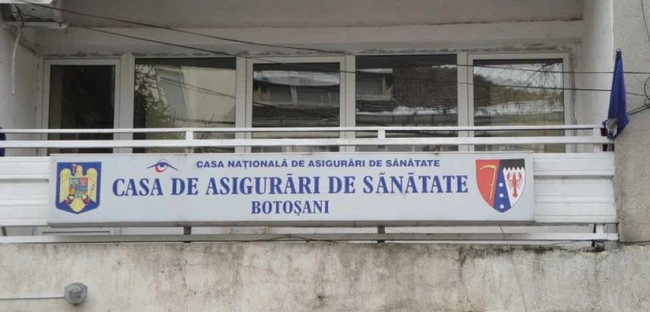 CASA NAȚIONALĂ DE ASIGURĂRI DE SĂNĂTATE
CASA DE ASIGURĂRI DE SĂNĂTATE
BOTOȘANI